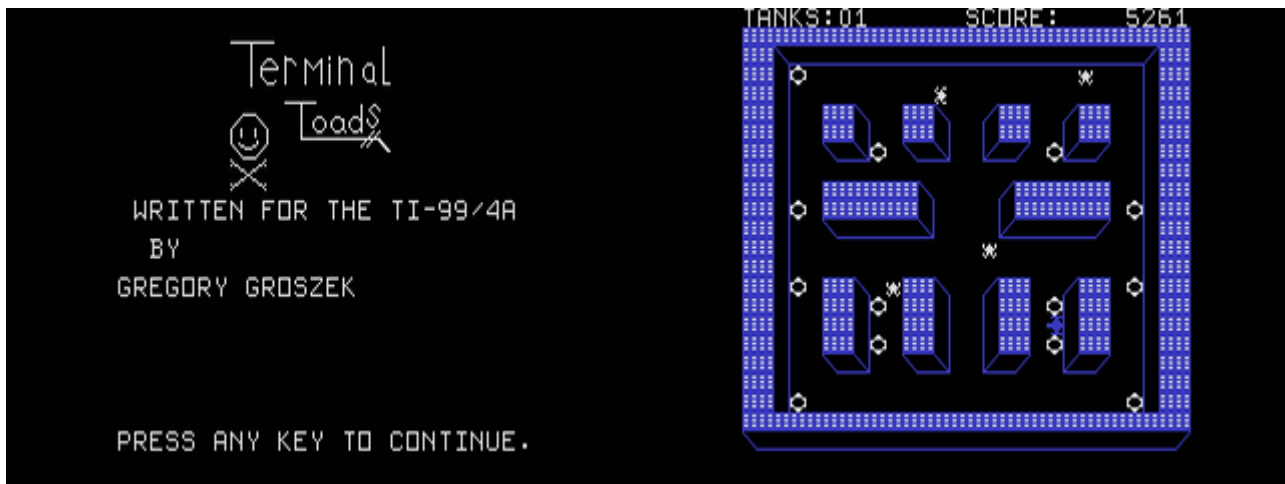 Terminal
Toads
WRITTEN FOR THE TI-99/4A
BY
GREGORY GROSZEK
PRESS ANY KEY TO CONTINUE.
TANKS:01 SCORE: 5261